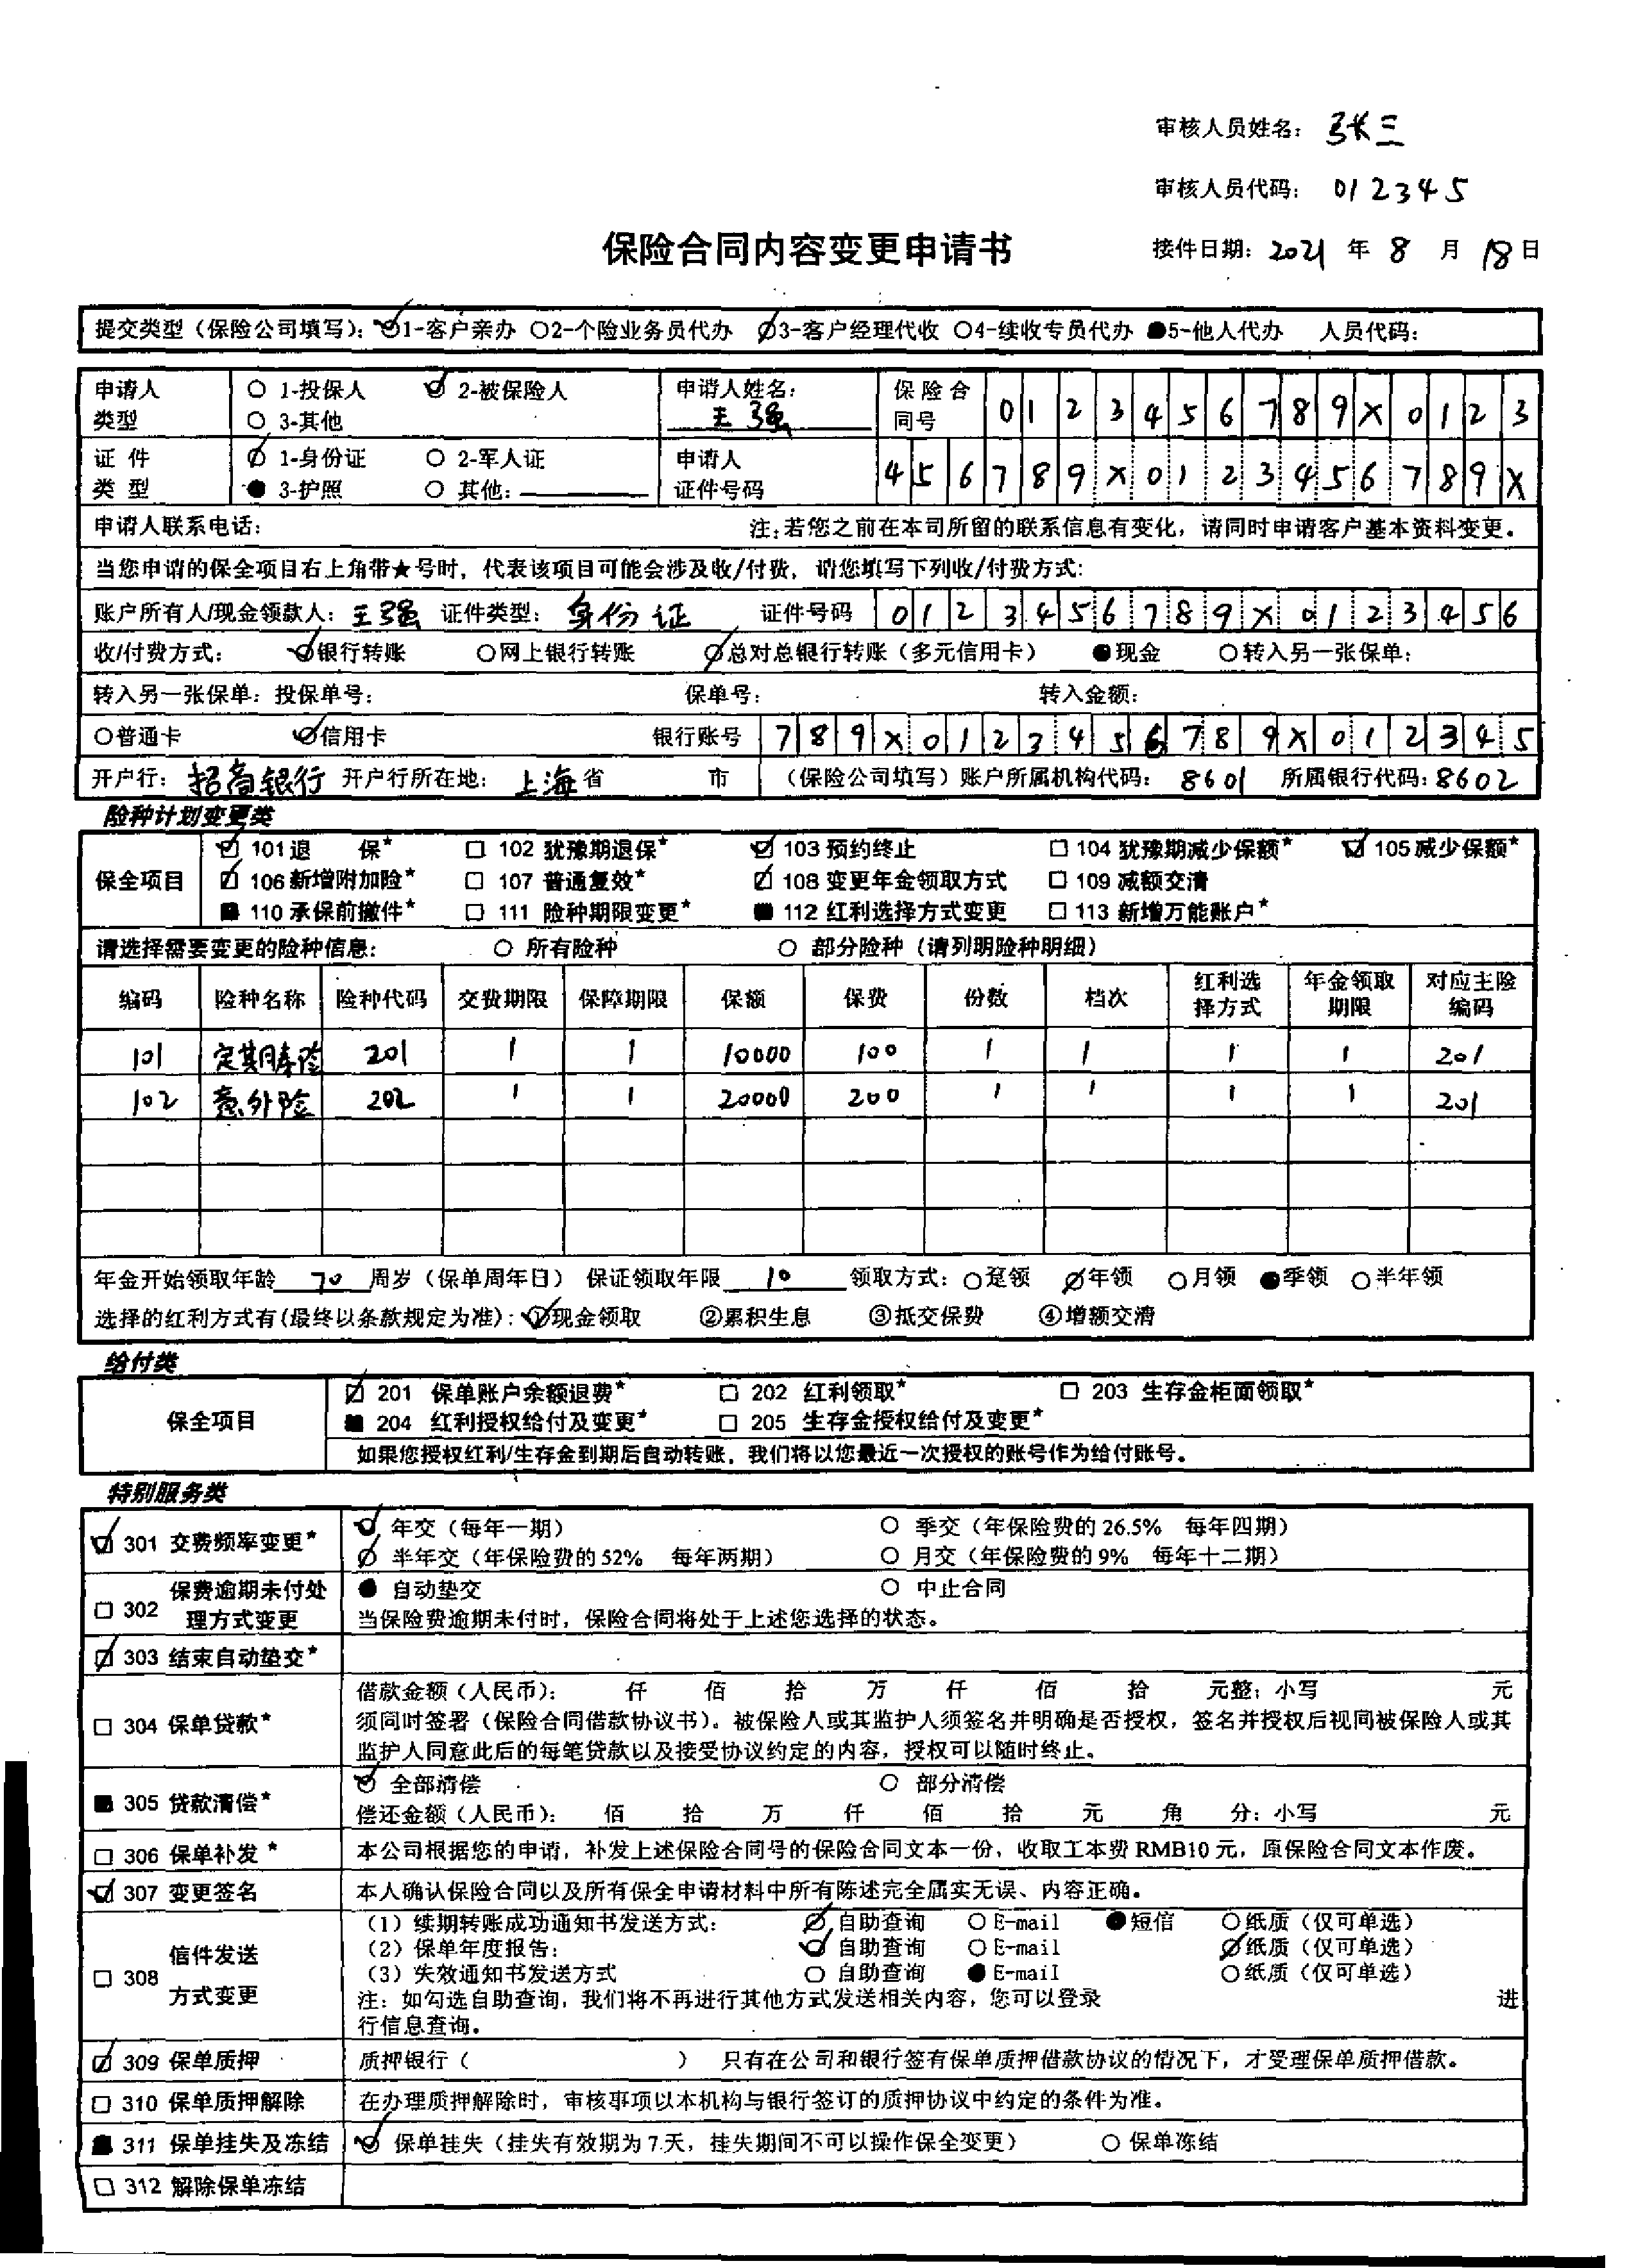 审核人员姓名：张三
审核人员代码：012345
保险合同内容变更申请书
接件日期：2021 年 8 月 18 日
提交类型（保险公司填写）：☑1-客户亲办 ○2-个险业务员代办 ☑3-客户经理代收 ○4-续收专员代办 ●5-他人代办 人员代码：
申请人类型 ○ 1-投保人 ☑ 2-被保险人 ○ 3-其他 申请人姓名：王强 保险合同号 0123456789X0123
证件类型 ☑ 1-身份证 ○ 2-军人证 ● 3-护照 ○ 其他： 申请人证件号码 456789X0123456789X
申请人联系电话： 注：若您之前在本司所留的联系信息有变化，请同时申请客户基本资料变更。
当您申请的保全项目右上角带★号时，代表该项目可能会涉及收/付费，请您填写下列收/付费方式：
账户所有人/现金领款人：王强 证件类型：身份证 证件号码 0123456789X0123456
收/付费方式： ☑银行转账 ○网上银行转账 ☑总对总银行转账（多元信用卡） ●现金 ○转入另一张保单：
转入另一张保单：投保单号： 保单号： 转入金额：
○普通卡 ☑信用卡 银行账号 789X0123456789X012345
开户行：招商银行 开户行所在地：上海省 市 （保险公司填写）账户所属机构代码：8601 所属银行代码：8602
险种计划变更类
保全项目
☑ 101 退 保★ □ 102 犹豫期退保★ ☑ 103 预约终止 □ 104 犹豫期减少保额★ ☑ 105 减少保额★
☑ 106 新增附加险★ □ 107 普通复效★ ☑ 108 变更年金领取方式 □ 109 减额交清
■ 110 承保前撤件★ □ 111 险种期限变更★ ■ 112 红利选择方式变更 □ 113 新增万能账户★
请选择需要变更的险种信息： ○ 所有险种 ○ 部分险种（请列明险种明细）
编码 险种名称 险种代码 交费期限 保障期限 保额 保费 份数 档次 红利选择方式 年金领取期限 对应主险编码
101 定期寿险 201 1 1 10000 100 1 1 1 1 201
102 意外险 202 1 1 20000 200 1 1 1 1 201
年金开始领取年龄 70 周岁（保单周年日） 保证领取年限 10 领取方式：○趸领 ☑年领 ○月领 ●季领 ○半年领
选择的红利方式有(最终以条款规定为准)：①现金领取 ②累积生息 ③抵交保费 ④增额交清
给付类
保全项目
☑ 201 保单账户余额退费★ □ 202 红利领取★ □ 203 生存金柜面领取★
■ 204 红利授权给付及变更★ □ 205 生存金授权给付及变更★
如果您授权红利/生存金到期后自动转账，我们将以您最近一次授权的账号作为给付账号。
特别服务类
☑ 301 交费频率变更★ ☑ 年交（每年一期） ○ 季交（年保险费的 26.5% 每年四期）
☑ 半年交（年保险费的 52% 每年两期） ○ 月交（年保险费的 9% 每年十二期）
□ 302 保费逾期未付处理方式变更 ● 自动垫交 ○ 中止合同
当保险费逾期未付时，保险合同将处于上述您选择的状态。
☑ 303 结束自动垫交★
□ 304 保单贷款★ 借款金额（人民币）： 仟 佰 拾 万 仟 佰 拾 元整；小写 元
须同时签署（保险合同借款协议书）。被保险人或其监护人须签名并明确是否授权，签名并授权后视同被保险人或其
监护人同意此后的每笔贷款以及接受协议约定的内容，授权可以随时终止。
■ 305 贷款清偿★ ☑ 全部清偿 ○ 部分清偿
偿还金额（人民币）： 佰 拾 万 仟 佰 拾 元 角 分；小写 元
□ 306 保单补发★ 本公司根据您的申请，补发上述保险合同号的保险合同文本一份，收取工本费 RMB10 元，原保险合同文本作废。
☑ 307 变更签名 本人确认保险合同以及所有保全申请材料中所有陈述完全属实无误、内容正确。
□ 308 信件发送方式变更
（1）续期转账成功通知书发送方式： ☑自助查询 ○ E-mail ●短信 ○纸质（仅可单选）
（2）保单年度报告： ☑自助查询 ○ E-mail ☑纸质（仅可单选）
（3）失效通知书发送方式 ○ 自助查询 ● E-mail ○纸质（仅可单选）
注：如勾选自助查询，我们将不再进行其他方式发送相关内容，您可以登录 进
行信息查询。
☑ 309 保单质押 质押银行（ ） 只有在公司和银行签有保单质押借款协议的情况下，才受理保单质押借款。
□ 310 保单质押解除 在办理质押解除时，审核事项以本机构与银行签订的质押协议中约定的条件为准。
■ 311 保单挂失及冻结 ☑ 保单挂失（挂失有效期为 7 天，挂失期间不可以操作保全变更） ○ 保单冻结
□ 312 解除保单冻结